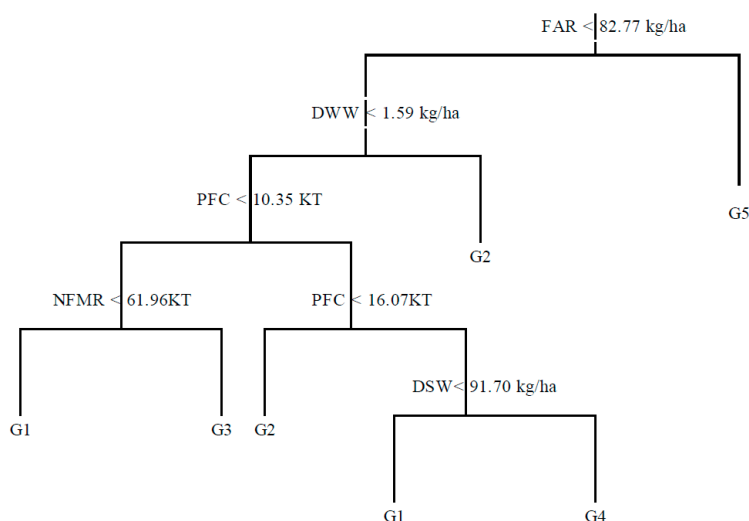 FAR < 82.77 kg/ha
DWW < 1.59 kg/ha
PFC < 10.35 KT
G5
G2
NFMR < 61.96KT
PFC < 16.07KT
DSW< 91.70 kg/ha
G1
G3
G2
G1
G4